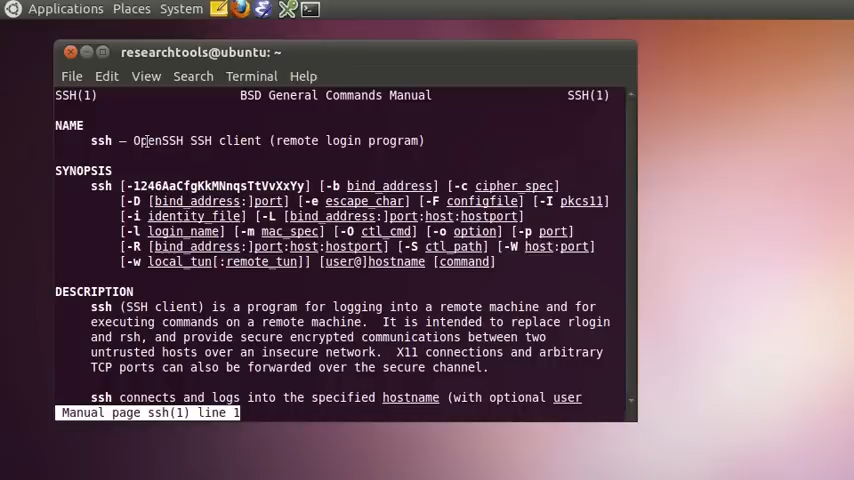 Applications Places System
researchtools@ubuntu: ~
File Edit View Search Terminal Help
SSH(1) BSD General Commands Manual SSH(1)
NAME
ssh — OpenSSH SSH client (remote login program)
SYNOPSIS
ssh [-1246AaCfgKkMNnqsTtVvXxYy] [-b bind_address] [-c cipher_spec]
[-D [bind_address:]port] [-e escape_char] [-F configfile] [-I pkcs11]
[-i identity_file] [-L [bind_address:]port:host:hostport]
[-l login_name] [-m mac_spec] [-O ctl_cmd] [-o option] [-p port]
[-R [bind_address:]port:host:hostport] [-S ctl_path] [-W host:port]
[-w local_tun[:remote_tun]] [user@]hostname [command]
DESCRIPTION
ssh (SSH client) is a program for logging into a remote machine and for
executing commands on a remote machine. It is intended to replace rlogin
and rsh, and provide secure encrypted communications between two
untrusted hosts over an insecure network. X11 connections and arbitrary
TCP ports can also be forwarded over the secure channel.
ssh connects and logs into the specified hostname (with optional user
Manual page ssh(1) line 1